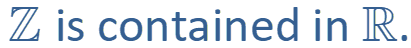 ℤ is contained in ℝ.